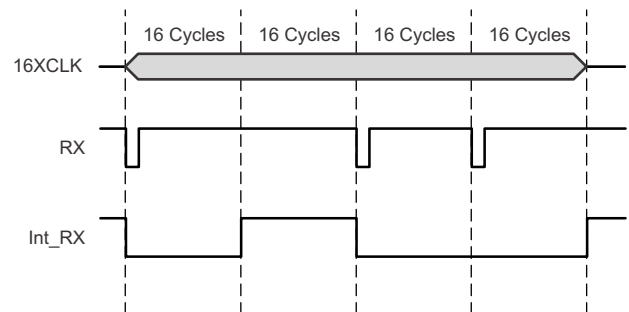 16 Cycles 16 Cycles 16 Cycles 16 Cycles
16XCLK
RX
Int_RX